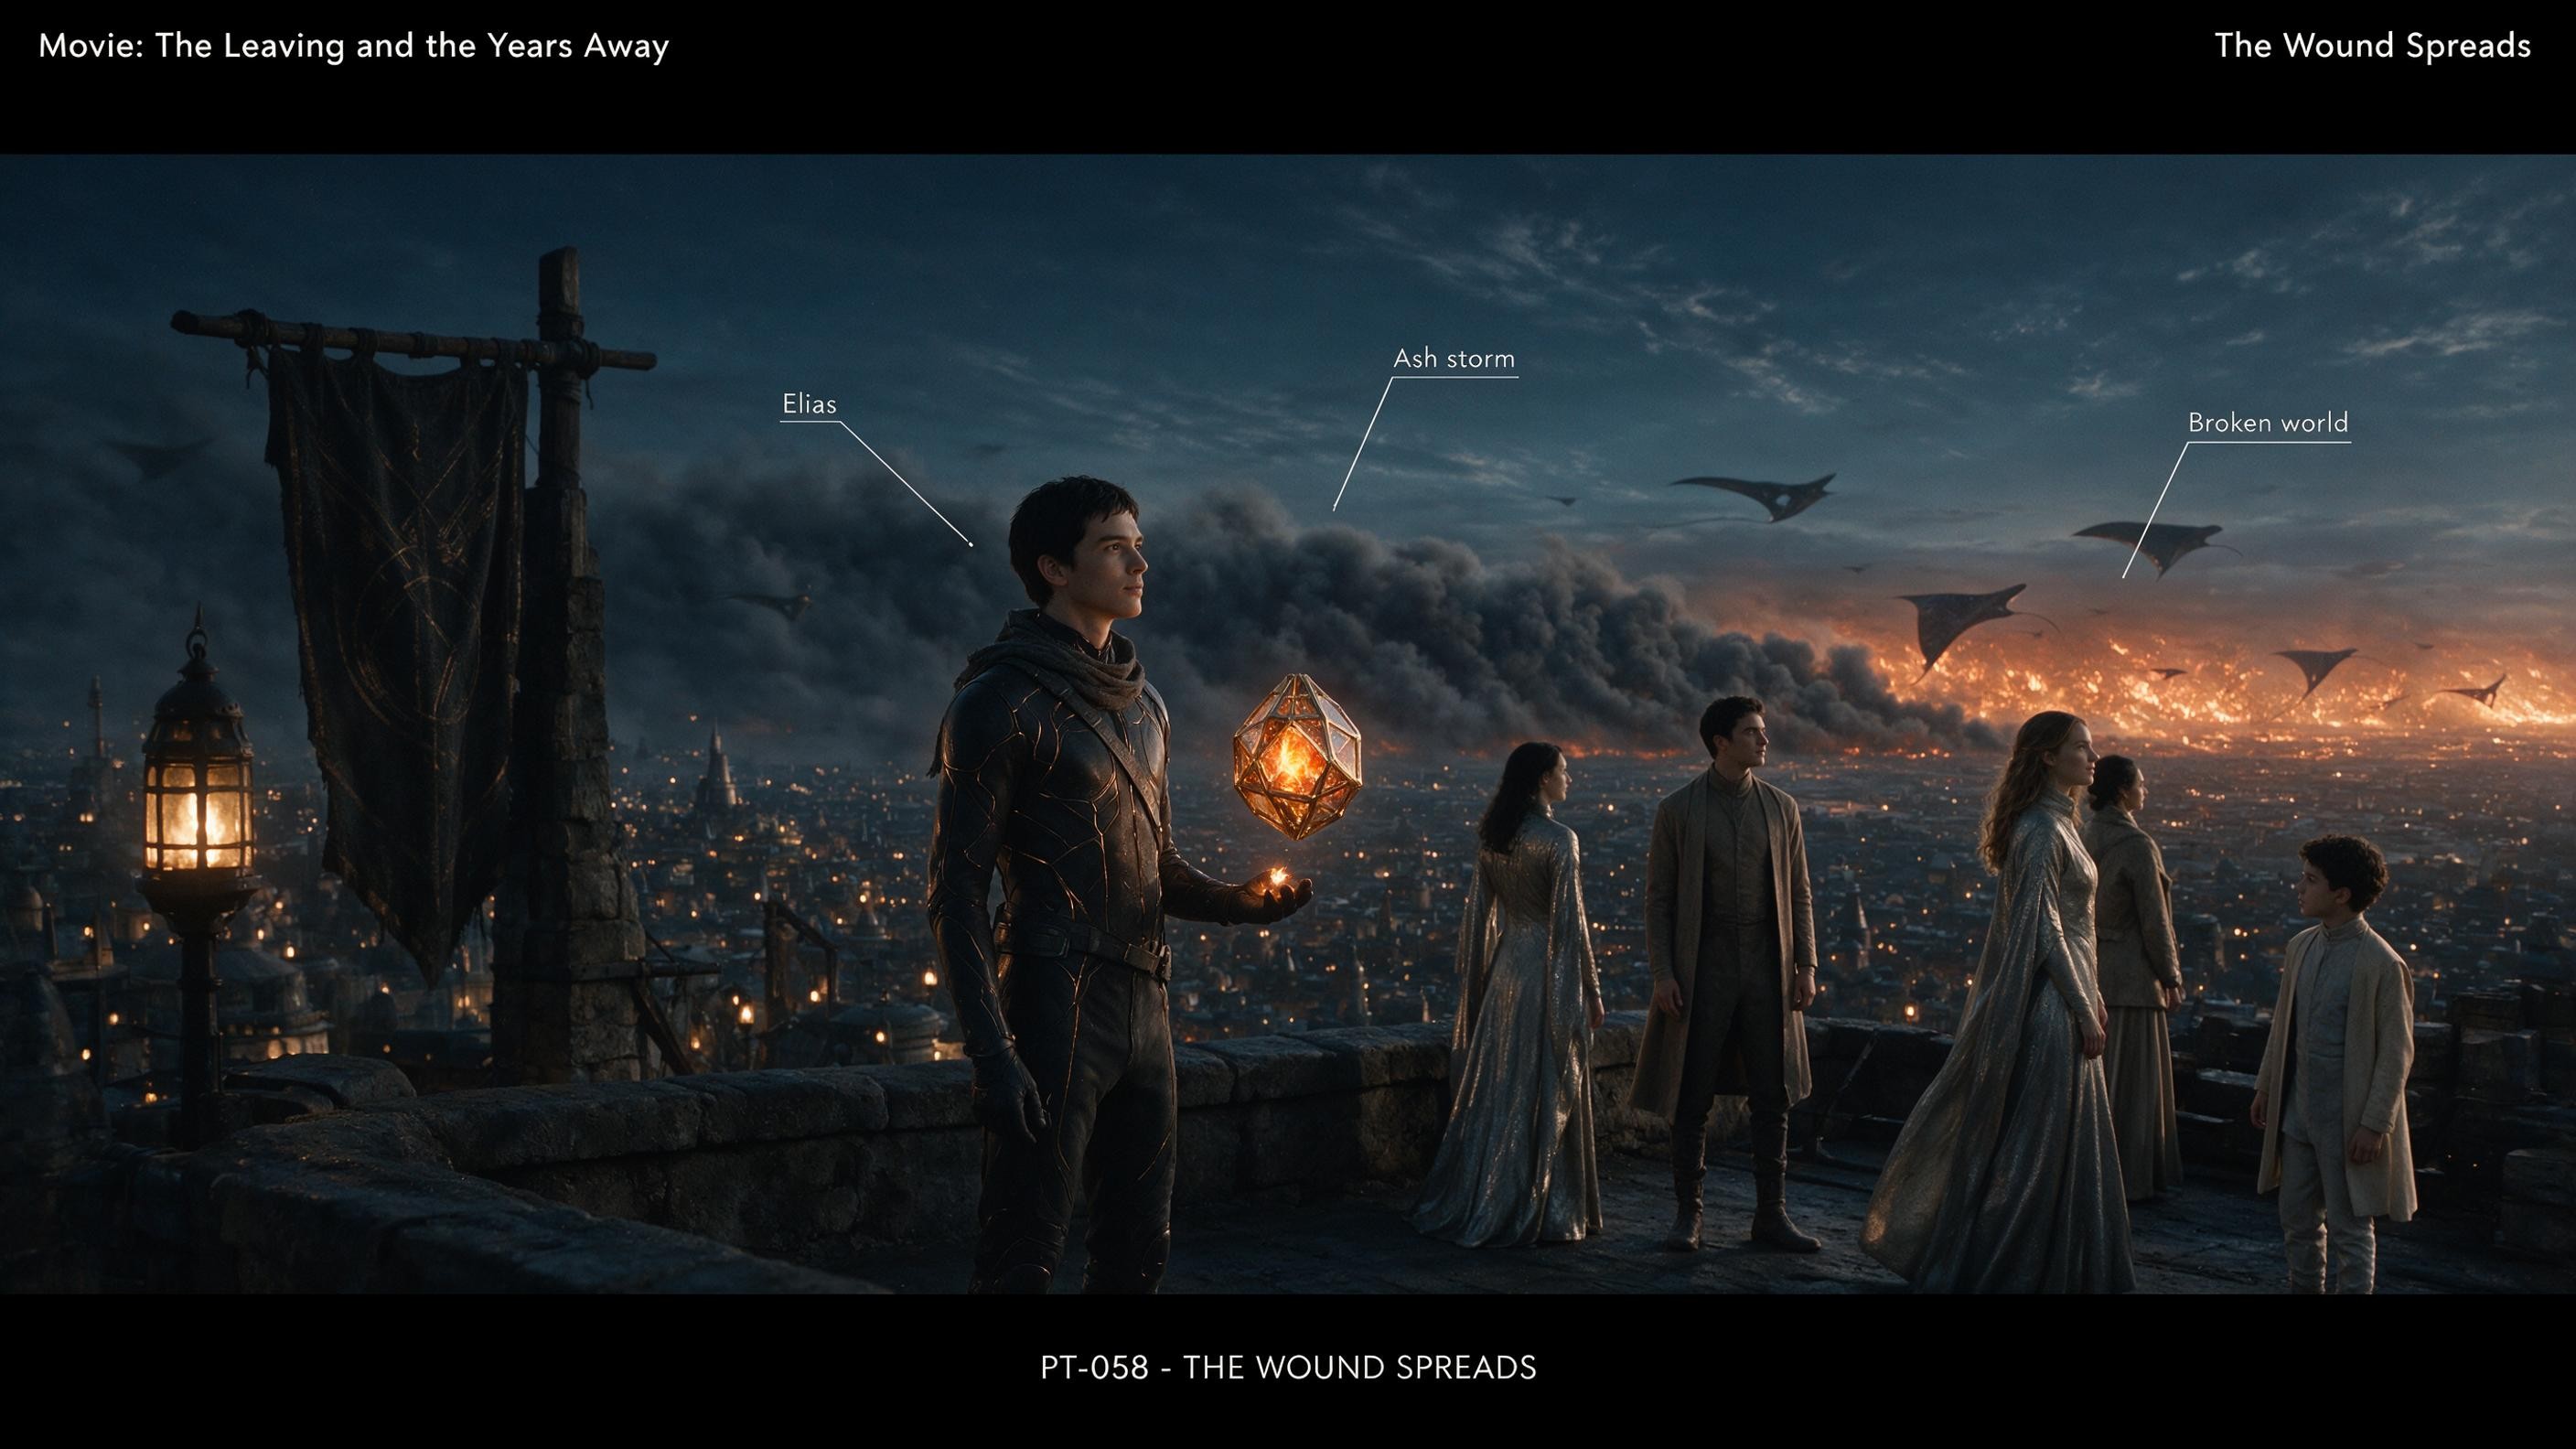 Movie: The Leaving and the Years Away
The Wound Spreads
Ash storm
Elias
Broken world
PT-058 - THE WOUND SPREADS